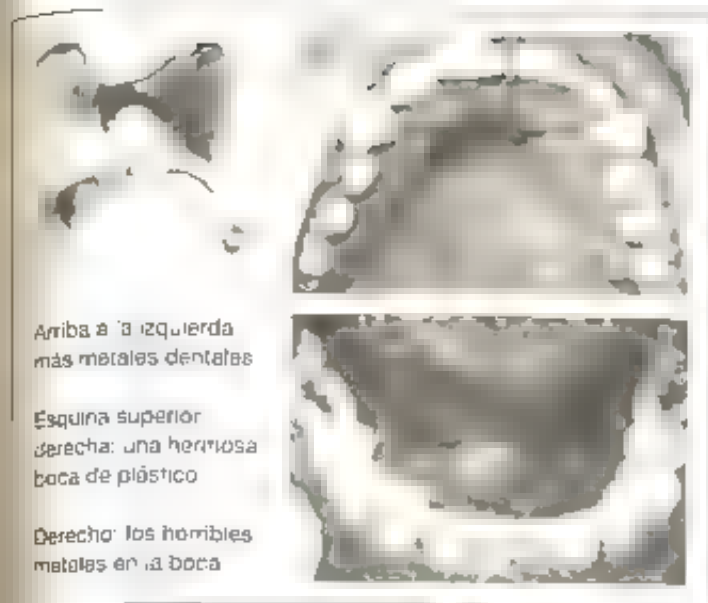 Arriba a la izquierda
más metales dentales
Esquina superior
derecha: una hermosa
boca de plástico
Derecho: los horribles
metales en la boca